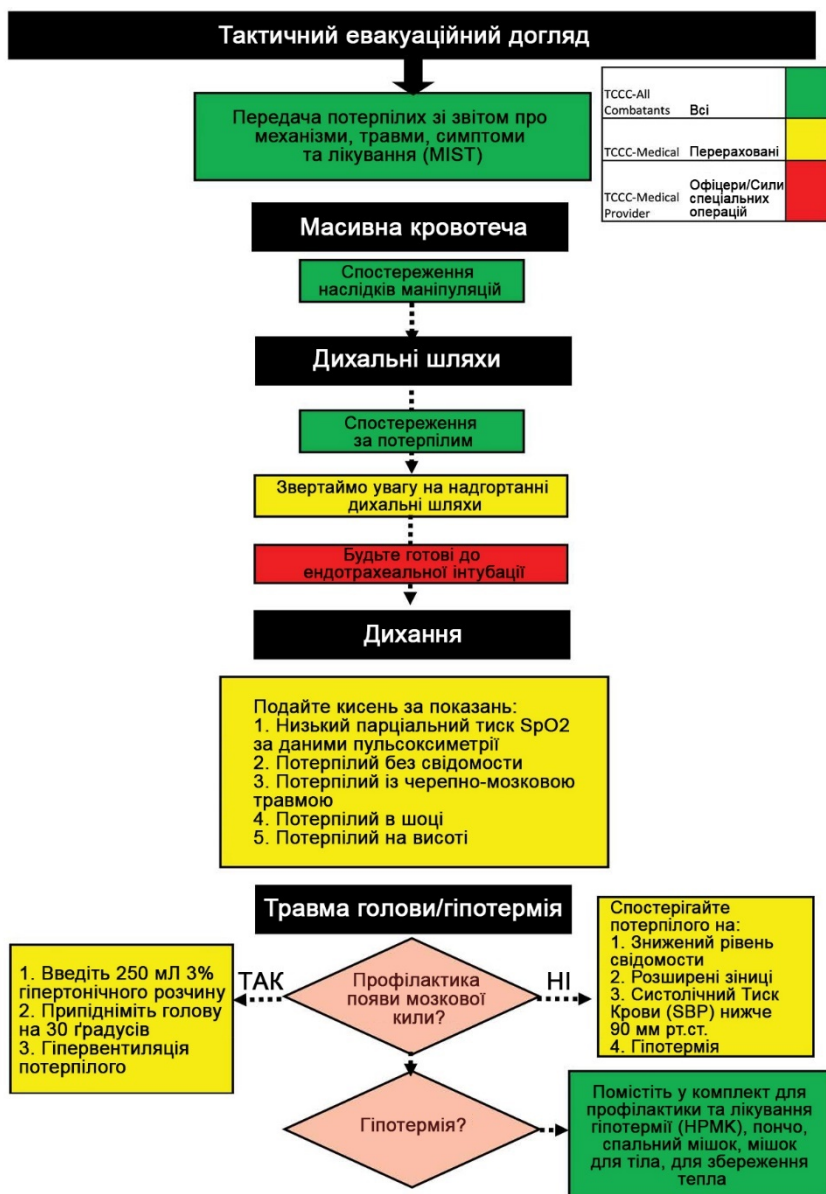 Тактичний евакуаційний догляд
TCCC-All
Combatants Всі
TCCC-Medical Перераховані
TCCC-Medical
Provider
Офіцери/Сили
спеціальних
операцій
Передача потерпілих зі звітом про
механізми, травми, симптоми
та лікування (MIST)
Масивна кровотеча
Спостереження
наслідків маніпуляцій
Дихальні шляхи
Спостереження
за потерпілим
Звертаймо увагу на надгортанні
дихальні шляхи
Будьте готові до
ендотрахеальної інтубації
Дихання
Подайте кисень за показань:
1. Низький парціальний тиск SpO2
за даними пульсоксиметрії
2. Потерпілий без свідомости
3. Потерпілий із черепно-мозковою
травмою
4. Потерпілий в шоці
5. Потерпілий на висоті
Травма голови/гіпотермія
1. Введіть 250 мЛ 3%
гіпертонічного розчину
2. Припідніміть голову
на 30 ґрадусів
3. Гіпервентиляція
потерпілого
ТАК
Профілактика
появи мозкової
кили?
НІ
Спостерігайте
потерпілого на:
1. Знижений рівень
свідомости
2. Розширені зіниці
3. Систолічний Тиск
Крови (SBP) нижче
90 мм рт.ст.
4. Гіпотермія
Гіпотермія?
Помістіть у комплект для
профілактики та лікування
гіпотермії (HPMK), пончо,
спальний мішок, мішок
для тіла, для збереження
тепла